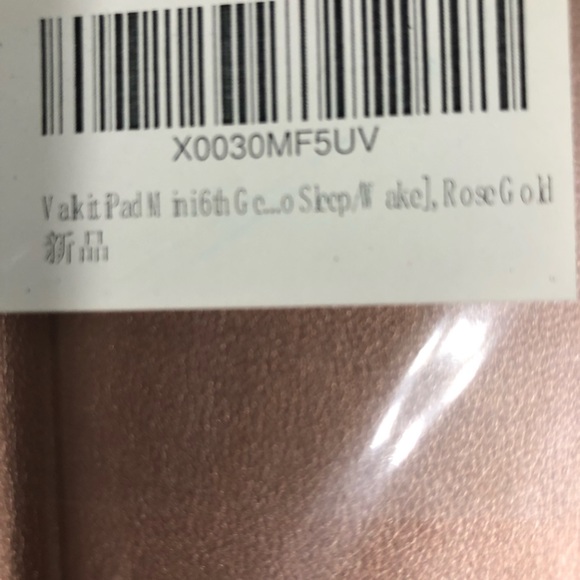 X0030MF5UV
Vakit iPad Mini 6th Ge...o Sleep/Wake], Rose Gold
新品